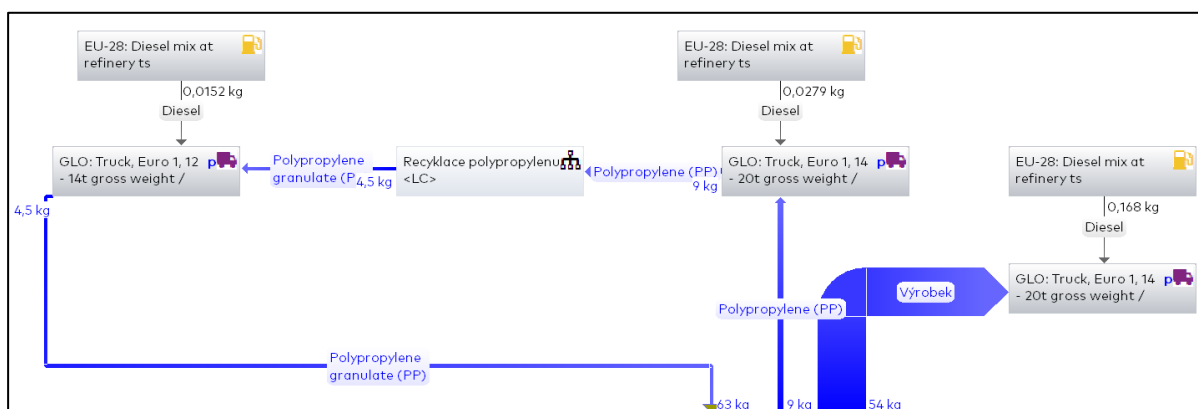 EU-28: Diesel mix at
refinery ts
0,0152 kg
Diesel
GLO: Truck, Euro 1, 12
- 14t gross weight /
p
Polypropylene
granulate (P
4,5 kg
Recyklace polypropylenu
<LC>
Polypropylene (PP)
9 kg
EU-28: Diesel mix at
refinery ts
0,0279 kg
Diesel
GLO: Truck, Euro 1, 14
- 20t gross weight /
p
EU-28: Diesel mix at
refinery ts
0,168 kg
Diesel
GLO: Truck, Euro 1, 14
- 20t gross weight /
p
4,5 kg
Výrobek
Polypropylene (PP)
Polypropylene
granulate (PP)
63 kg
9 kg
54 kg